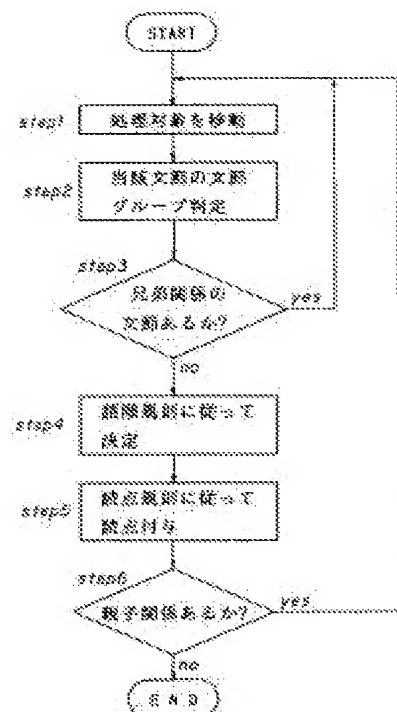 START
step1
処理対象を移動
step2
当該文節の文節
グループ判定
step3
兄弟関係の
文節あるか?
yes
no
step4
語順規則に従って
決定
step5
読点規則に従って
読点付与
step6
親子関係あるか?
yes
no
END